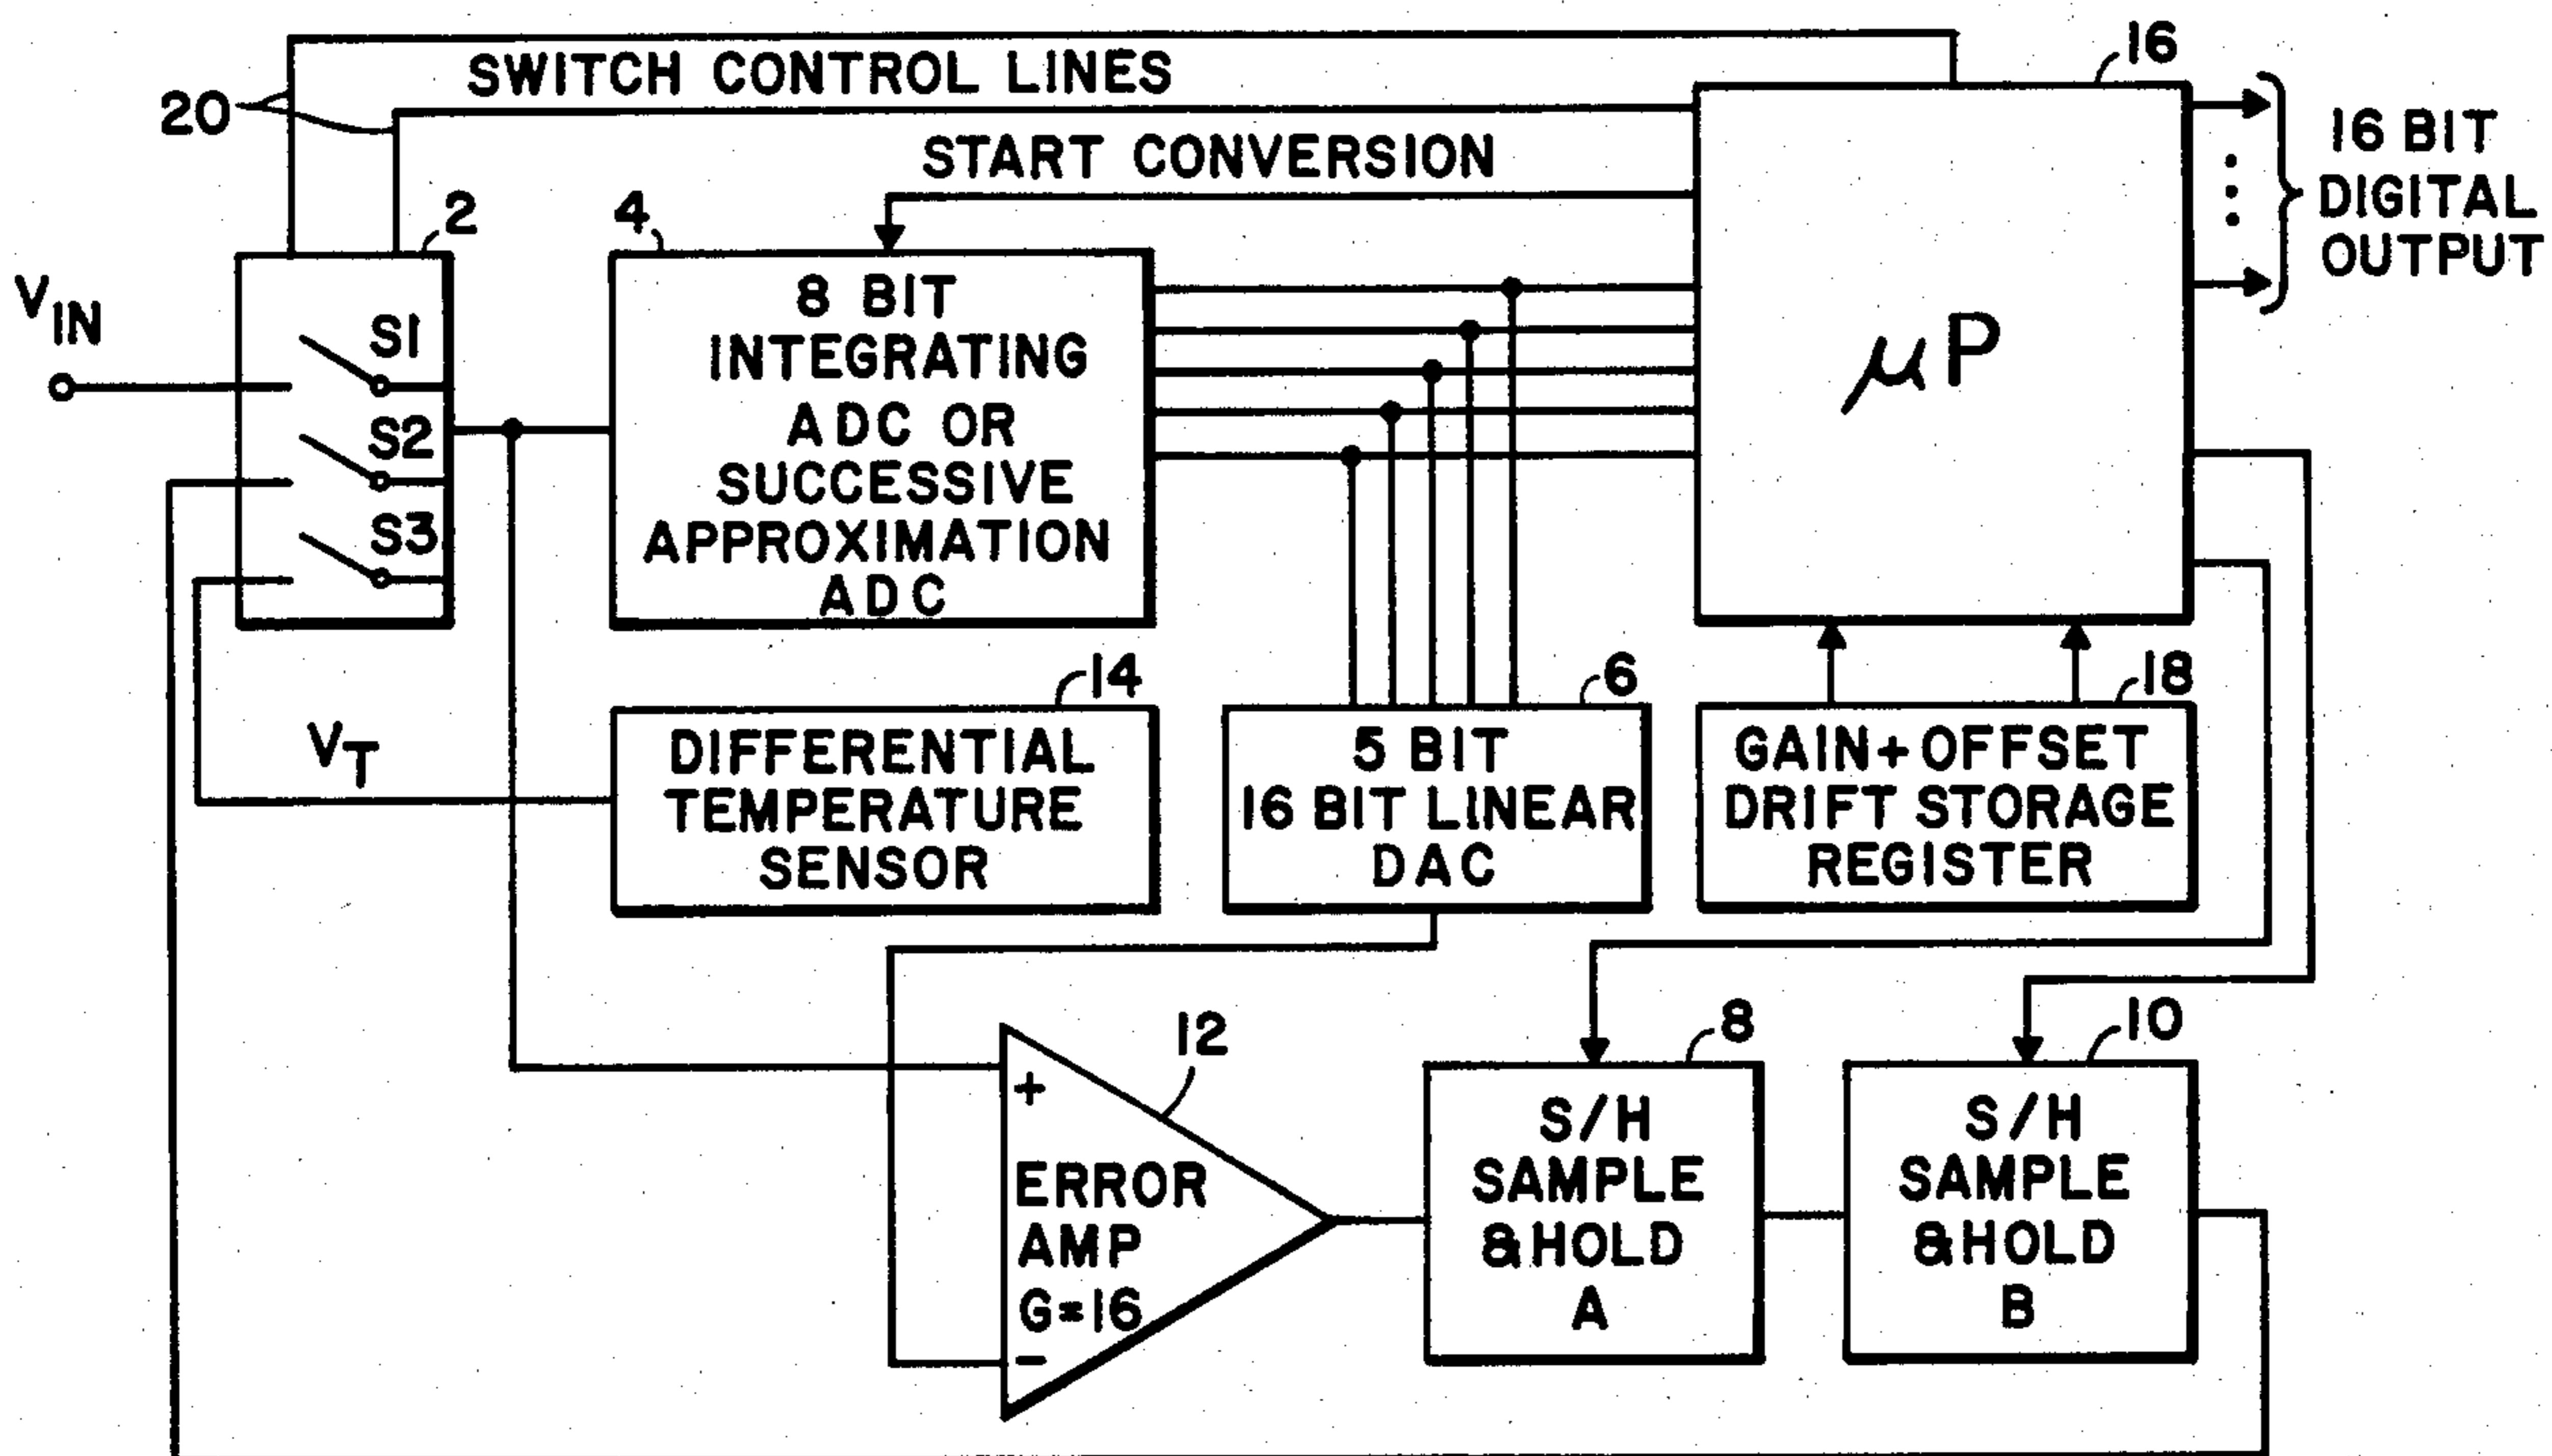 SWITCH CONTROL LINES
20
16
START CONVERSION
16 BIT
DIGITAL
OUTPUT
2
4
VIN
S1
S2
S3
8 BIT
INTEGRATING
ADC OR
SUCCESSIVE
APPROXIMATION
ADC
μP
14
6
18
VT
DIFFERENTIAL
TEMPERATURE
SENSOR
5 BIT
16 BIT LINEAR
DAC
GAIN+OFFSET
DRIFT STORAGE
REGISTER
12
8
10
+
ERROR
AMP
G=16
−
S/H
SAMPLE
&HOLD
A
S/H
SAMPLE
&HOLD
B